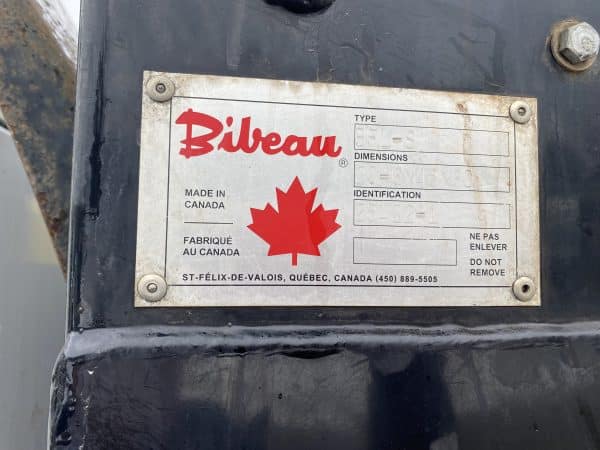 Bibeau®
TYPE
DIMENSIONS
MADE IN
CANADA
IDENTIFICATION
FABRIQUÉ
AU CANADA
NE PAS
ENLEVER
DO NOT
REMOVE
ST-FÉLIX-DE-VALOIS, QUÉBEC, CANADA (450) 889-5505